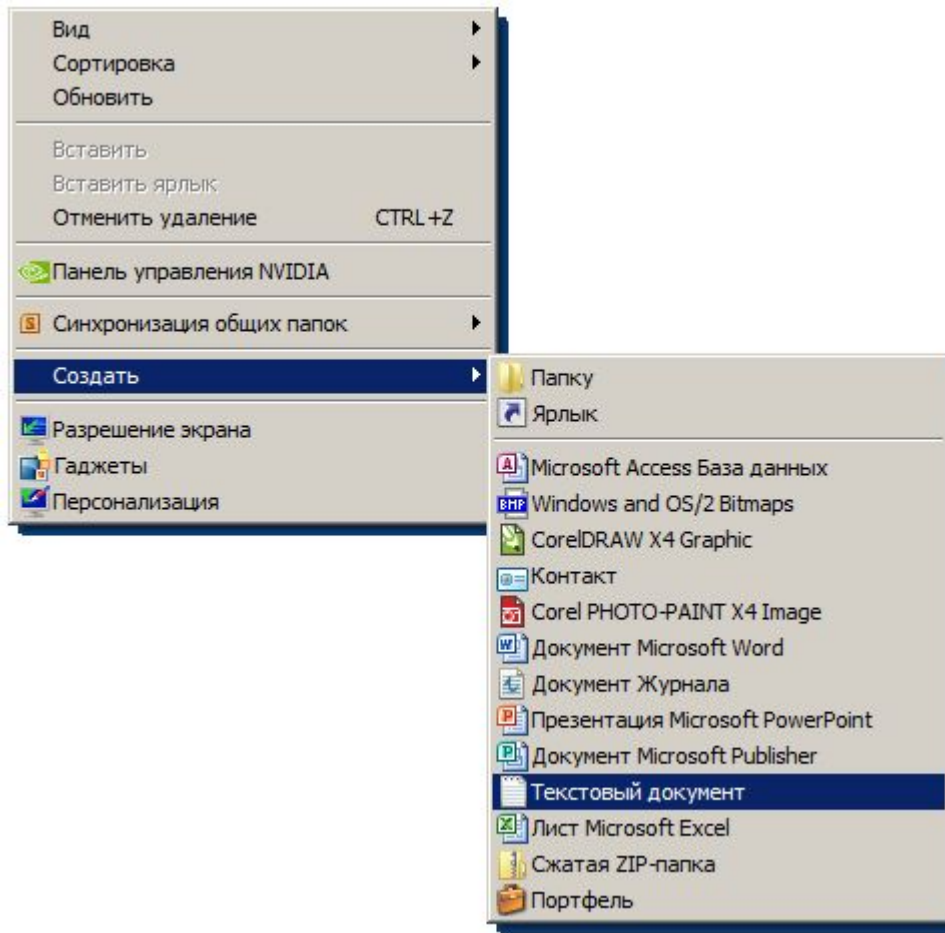 Вид
Сортировка
Обновить
Вставить
Вставить ярлык
Отменить удаление CTRL+Z
Панель управления NVIDIA
S Синхронизация общих папок
Создать
Разрешение экрана
Гаджеты
Персонализация
Папку
Ярлык
A Microsoft Access База данных
BMP Windows and OS/2 Bitmaps
CorelDRAW X4 Graphic
Контакт
Corel PHOTO-PAINT X4 Image
W Документ Microsoft Word
Документ Журнала
P Презентация Microsoft PowerPoint
P Документ Microsoft Publisher
Текстовый документ
X Лист Microsoft Excel
Сжатая ZIP-папка
Портфель